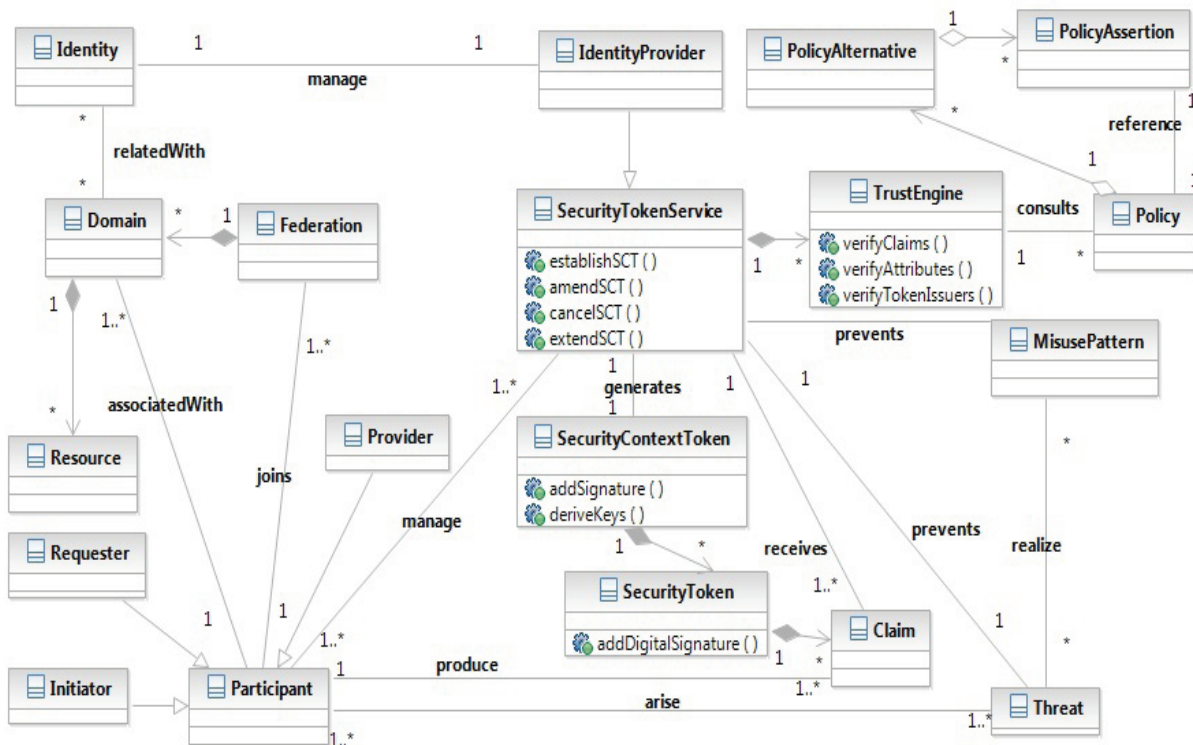 Identity
1
1
manage
IdentityProvider
PolicyAlternative
1
*
PolicyAssertion
*
relatedWith
*
*
1
reference
1
1
Domain
*
1
Federation
SecurityTokenService
establishSCT ( )
amendSCT ( )
cancelSCT ( )
extendSCT ( )
1
*
TrustEngine
verifyClaims ( )
verifyAttributes ( )
verifyTokenIssuers ( )
consults
1
*
Policy
1
1..*
1..*
prevents
MisusePattern
1..*
1
generates
1
1
1
associatedWith
*
Resource
Provider
SecurityContextToken
addSignature ( )
deriveKeys ( )
*
joins
manage
1
*
receives
prevents
realize
Requester
SecurityToken
addDigitalSignature ( )
1..*
Claim
1
*
1
1
1..*
1
1
*
produce
1..*
Initiator
Participant
arise
1..*
1..*
Threat